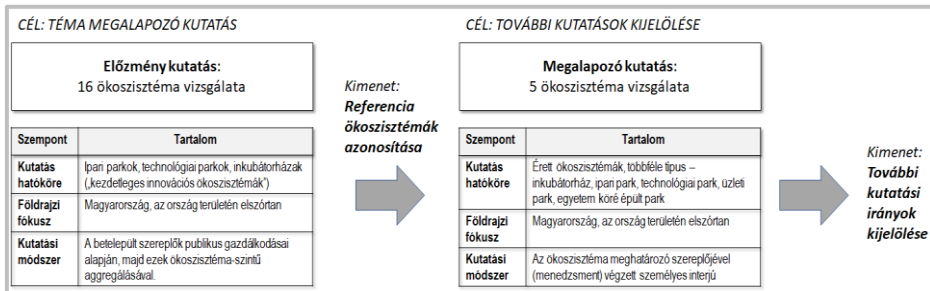 CÉL: TÉMA MEGALAPOZÓ KUTATÁS
Előzmény kutatás:
16 ökoszisztéma vizsgálata
Szempont Tartalom
Kutatás hatóköre Ipari parkok, technológiai parkok, inkubátorházak
(„kezdetleges innovációs ökoszisztémák")
Földrajzi fókusz Magyarország, az ország területén elszórtan
Kutatási módszer A betelepült szereplők publikus gazdálkodásai
alapján, majd ezek ökoszisztéma-szintű
aggregálásával.
Kimenet:
Referencia
ökoszisztémák
azonosítása
CÉL: TOVÁBBI KUTATÁSOK KIJELÖLÉSE
Megalapozó kutatás:
5 ökoszisztéma vizsgálata
Szempont Tartalom
Kutatás hatóköre Érett ökoszisztémák, többféle típus –
inkubátorház, ipari park, technológiai park, üzleti
park, egyetem köré épült park
Földrajzi fókusz Magyarország, az ország területén elszórtan
Kutatási módszer Az ökoszisztéma meghatározó szereplőjével
(menedzsment) végzett személyes interjú
Kimenet:
További
kutatási
irányok
kijelölése